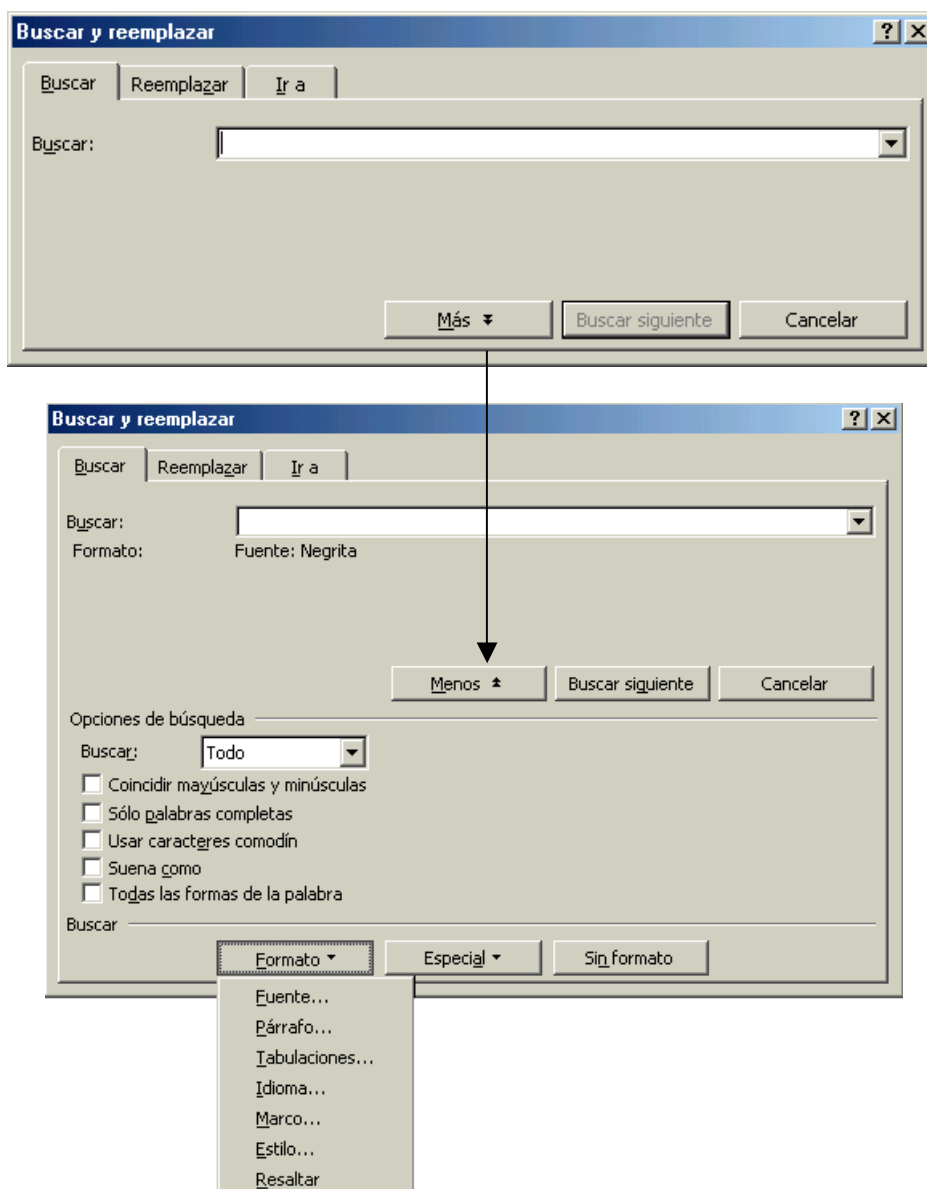 Buscar y reemplazar
Buscar Reemplazar Ir a
Buscar:
Más Buscar siguiente Cancelar
Buscar y reemplazar
Buscar Reemplazar Ir a
Buscar:
Formato: Fuente: Negrita
Menos Buscar siguiente Cancelar
Opciones de búsqueda
Buscar: Todo
Coincidir mayúsculas y minúsculas
Sólo palabras completas
Usar caracteres comodín
Suena como
Todas las formas de la palabra
Buscar
Formato Especial Sin formato
Fuente...
Párrafo...
Tabulaciones...
Idioma...
Marco...
Estilo...
Resaltar